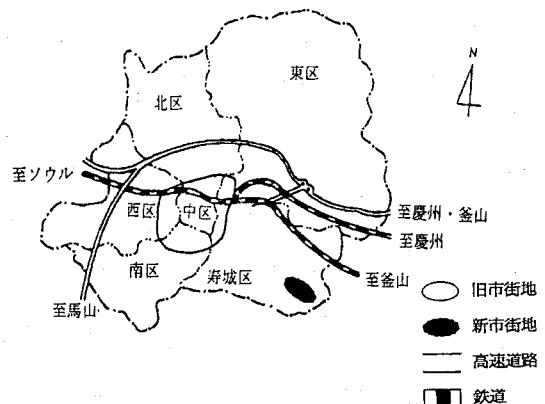 N
東区
北区
至ソウル
西区
中区
至慶州・釜山
至慶州
南区
寿城区
至釜山
至馬山
旧市街地
新市街地
高速道路
鉄道